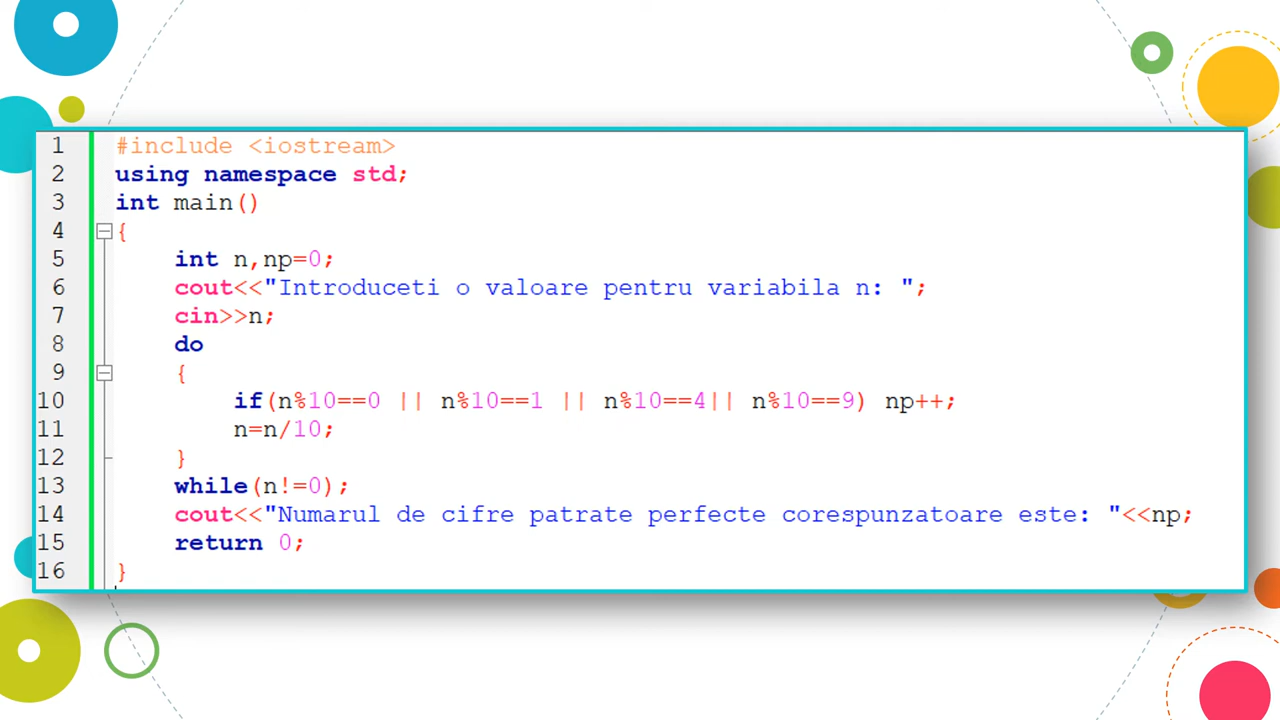 1 #include <iostream>
2 using namespace std;
3 int main()
4 {
5 int n,np=0;
6 cout<<"Introduceti o valoare pentru variabila n: ";
7 cin>>n;
8 do
9 {
10 if(n%10==0 || n%10==1 || n%10==4|| n%10==9) np++;
11 n=n/10;
12 }
13 while(n!=0);
14 cout<<"Numarul de cifre patrate perfecte corespunzatoare este: "<<np;
15 return 0;
16 }